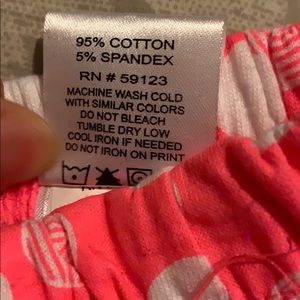 95% COTTON
5% SPANDEX
RN # 59123
MACHINE WASH COLD
WITH SIMILAR COLORS
DO NOT BLEACH
TUMBLE DRY LOW
COOL IRON IF NEEDED
DO NOT IRON ON PRINT